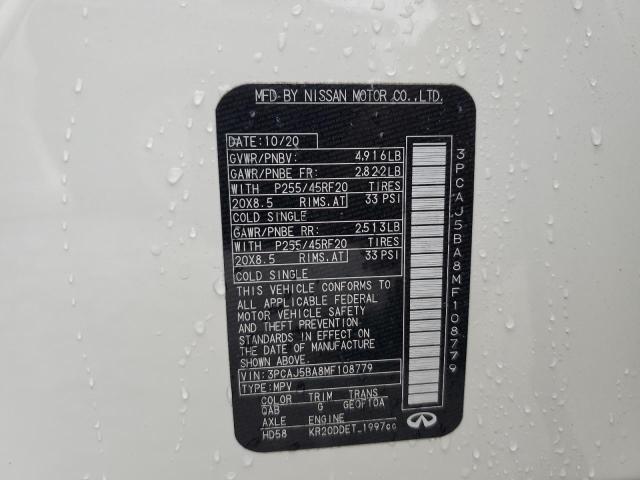 MFD BY NISSAN MOTOR CO.,LTD.
DATE: 10/20
GVWR/PNBV: 4,916LB
GAWR/PNBE FR: 2,822LB
WITH P255/45RF20 TIRES
20X8.5 RIMS.AT 33 PSI
COLD SINGLE
GAWR/PNBE RR: 2513LB
WITH P255/45RF20 TIRES
20X8.5 RIMS.AT 33 PSI
COLD SINGLE
THIS VEHICLE CONFORMS TO
ALL APPLICABLE FEDERAL
MOTOR VEHICLE SAFETY
AND THEFT PREVENTION
STANDARDS IN EFFECT ON
THE DATE OF MANUFACTURE
SHOWN ABOVE.
VIN: 3PCAJ5BA8MF108779
TYPE: MPV
COLOR TRIM TRANS
QAB G GE0F10A
AXLE ENGINE
HD58 KR20DDET 1997cc
3PCAJ5BA8MF108779